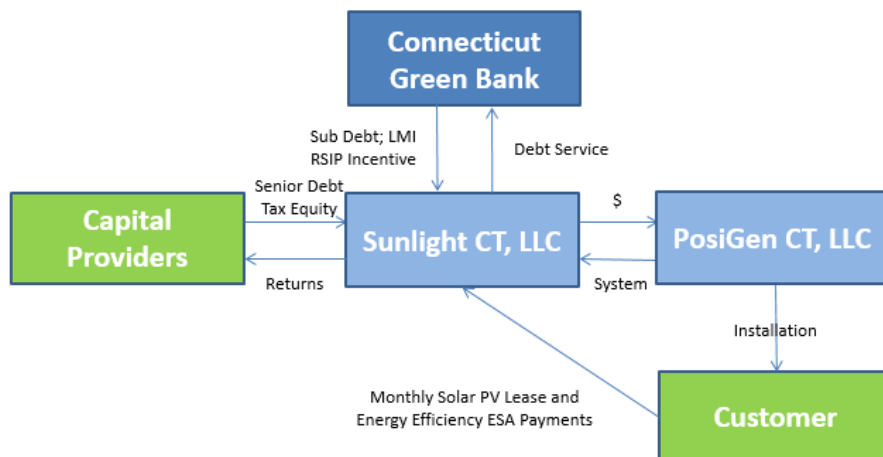 Connecticut
Green Bank
Sub Debt; LMI
RSIP Incentive
Debt Service
Senior Debt
Tax Equity
$
Capital
Providers
Sunlight CT, LLC
PosiGen CT, LLC
Returns
System
Installation
Monthly Solar PV Lease and
Energy Efficiency ESA Payments
Customer